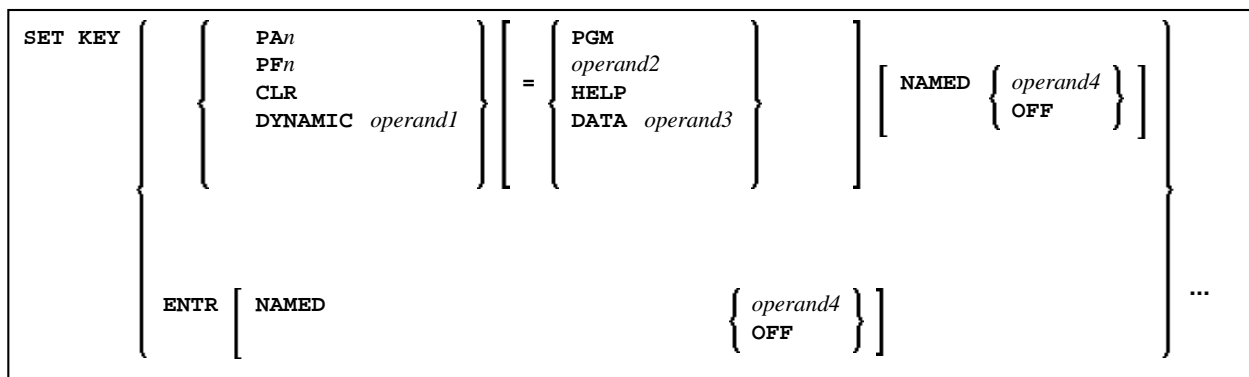 SET KEY PAn = PGM
PFn operand2 NAMED operand4
CLR HELP OFF
DYNAMIC operand1 DATA operand3
ENTR NAMED operand4 ...
OFF